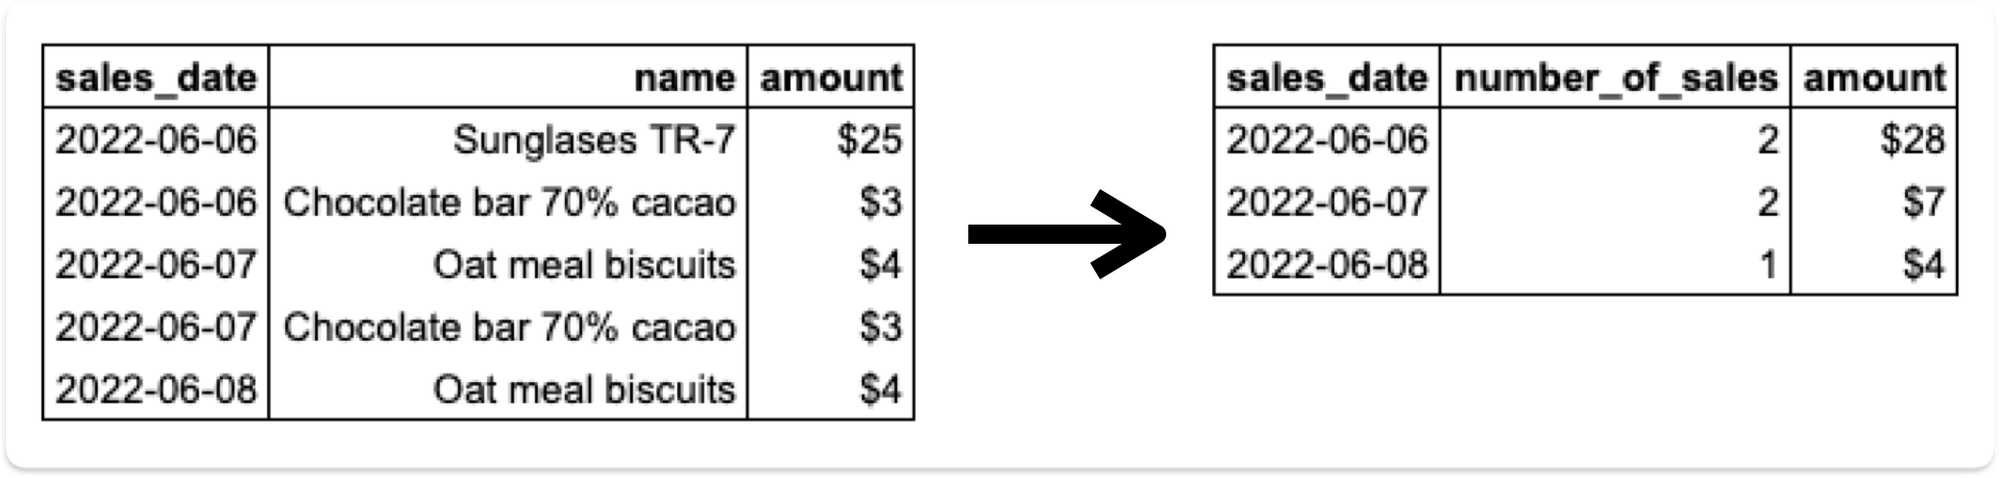 sales_date name amount
2022-06-06 Sunglases TR-7 $25
2022-06-06 Chocolate bar 70% cacao $3
2022-06-07 Oat meal biscuits $4
2022-06-07 Chocolate bar 70% cacao $3
2022-06-08 Oat meal biscuits $4
sales_date number_of_sales amount
2022-06-06 2 $28
2022-06-07 2 $7
2022-06-08 1 $4